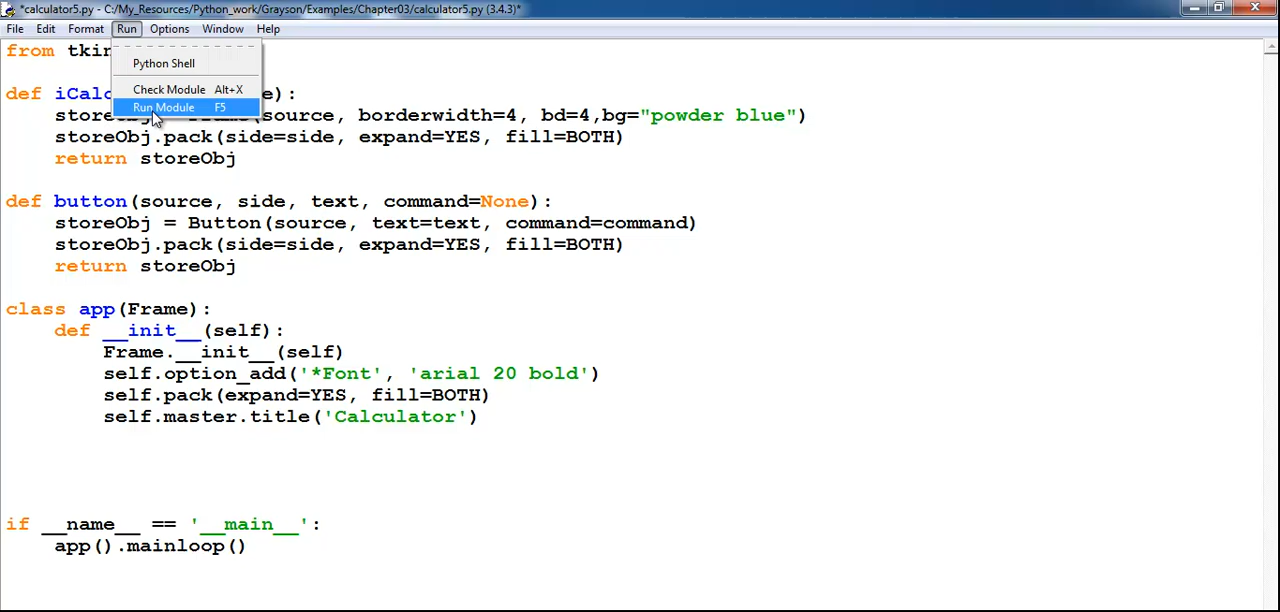 *calculator5.py - C:/My_Resources/Python_work/Grayson/Examples/Chapter03/calculator5.py (3.4.3)*
File Edit Format Run Options Window Help
from tkin
Python Shell
Check Module Alt+X
Run Module F5
def iCalc e):
storeObj = Frame(source, borderwidth=4, bd=4,bg="powder blue")
storeObj.pack(side=side, expand=YES, fill=BOTH)
return storeObj
def button(source, side, text, command=None):
storeObj = Button(source, text=text, command=command)
storeObj.pack(side=side, expand=YES, fill=BOTH)
return storeObj
class app(Frame):
def __init__(self):
Frame.__init__(self)
self.option_add('*Font', 'arial 20 bold')
self.pack(expand=YES, fill=BOTH)
self.master.title('Calculator')
if __name__ == '__main__':
app().mainloop()